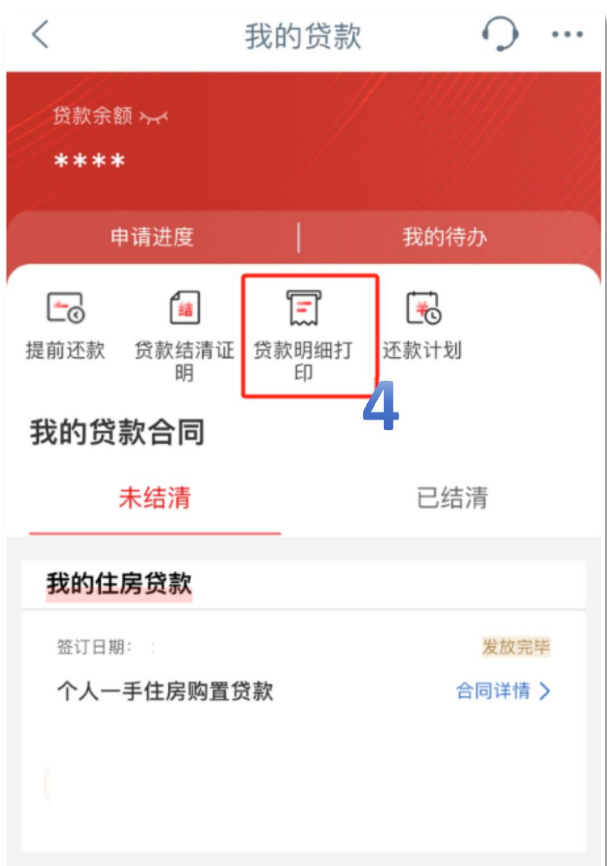 我的贷款
贷款余额
****
申请进度
我的待办
提前还款
贷款结清证
明
贷款明细打
印
还款计划
4
我的贷款合同
未结清
已结清
我的住房贷款
签订日期:
发放完毕
个人一手住房购置贷款
合同详情